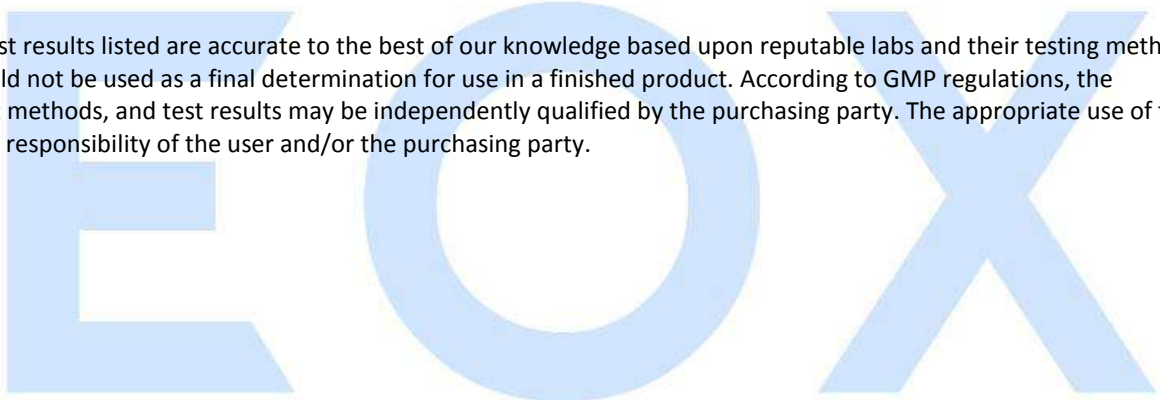 st results listed are accurate to the best of our knowledge based upon reputable labs and their testing meth
ld not be used as a final determination for use in a finished product. According to GMP regulations, the
methods, and test results may be independently qualified by the purchasing party. The appropriate use of
responsibility of the user and/or the purchasing party.
EOX